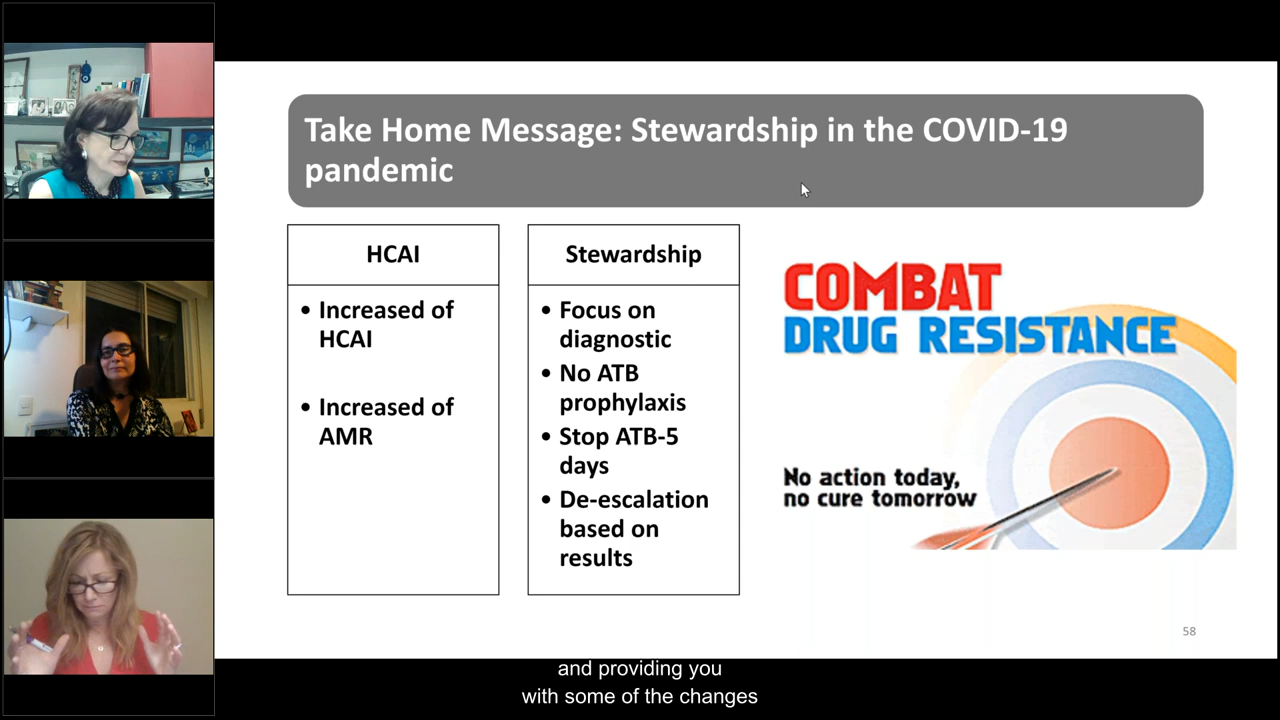 Take Home Message: Stewardship in the COVID-19
pandemic
HCAI
• Increased of
HCAI
• Increased of
AMR
Stewardship
• Focus on
diagnostic
• No ATB
prophylaxis
• Stop ATB-5
days
• De-escalation
based on
results
COMBAT
DRUG RESISTANCE
No action today,
no cure tomorrow
58
and providing you
with some of the changes